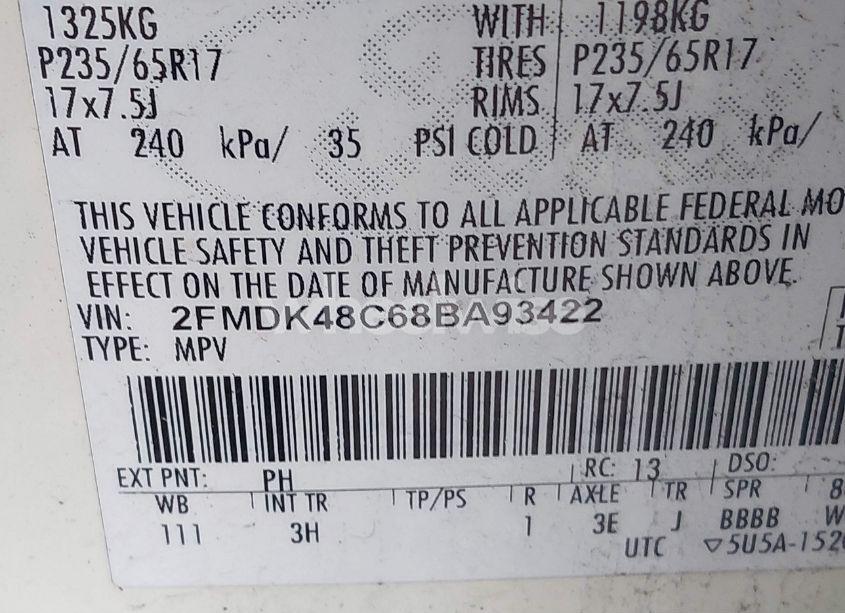 1325KG WITH 1198KG
P235/65R17 TIRES P235/65R17
17x7.5J RIMS 17x7.5J
AT 240 kPa/ 35 PSI COLD AT 240 kPa/
THIS VEHICLE CONFORMS TO ALL APPLICABLE FEDERAL MO
VEHICLE SAFETY AND THEFT PREVENTION STANDARDS IN
EFFECT ON THE DATE OF MANUFACTURE SHOWN ABOVE.
VIN: 2FMDK48C68BA93422
TYPE: MPV
EXT PNT: PH RC: 13 DSO:
WB INT TR TP/PS R AXLE TR SPR 8
111 3H 1 3E J BBBB W
UTC ▽5U5A-152